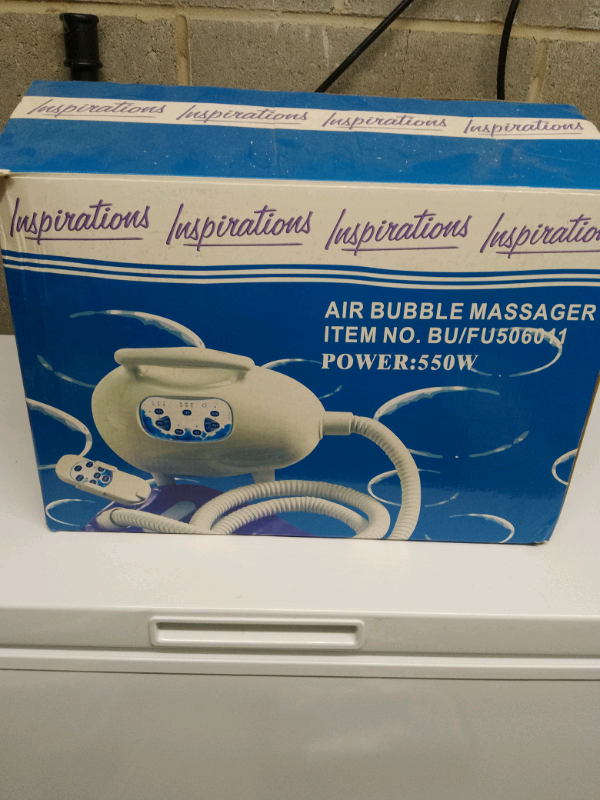 Inspirations Inspirations Inspirations Inspirations
Inspirations Inspirations Inspirations Inspiratio
AIR BUBBLE MASSAGER
ITEM NO. BU/FU506011
POWER:550W